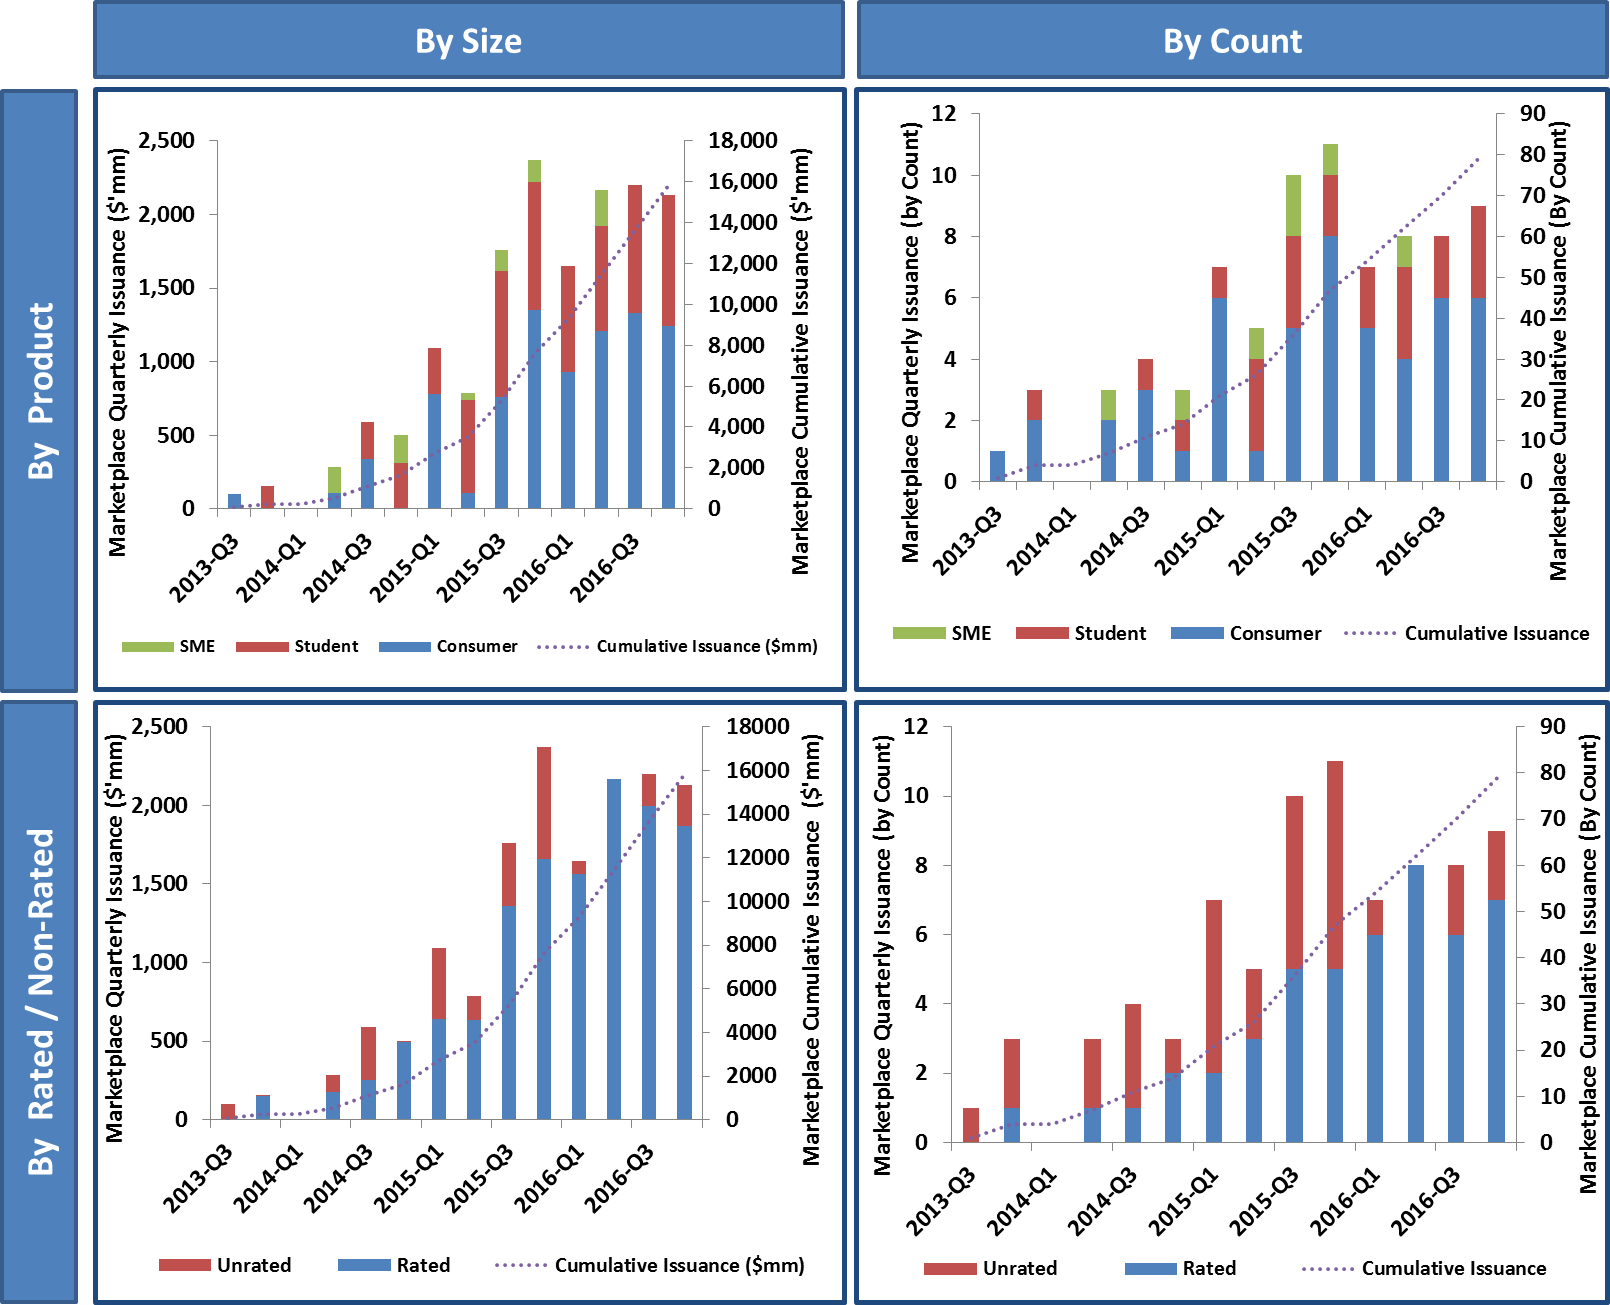 By Size
By Count
By Product
Marketplace Quarterly Issuance ($'mm)
2,500
2,000
1,500
1,000
500
0
18,000
16,000
14,000
12,000
10,000
8,000
6,000
4,000
2,000
0
Marketplace Cumulative Issuance ($'mm)
2013-Q3
2014-Q1
2014-Q3
2015-Q1
2015-Q3
2016-Q1
2016-Q3
SME
Student
Consumer
Cumulative Issuance ($mm)
Marketplace Quarterly Issuance (by Count)
12
10
8
6
4
2
0
90
80
70
60
50
40
30
20
10
0
Marketplace Cumulative Issuance (By Count)
2013-Q3
2014-Q1
2014-Q3
2015-Q1
2015-Q3
2016-Q1
2016-Q3
SME
Student
Consumer
Cumulative Issuance
By Rated / Non-Rated
Marketplace Quarterly Issuance ($'mm)
2,500
2,000
1,500
1,000
500
0
18000
16000
14000
12000
10000
8000
6000
4000
2000
0
Marketplace Cumulative Issuance ($'mm)
2013-Q3
2014-Q1
2014-Q3
2015-Q1
2015-Q3
2016-Q1
2016-Q3
Unrated
Rated
Cumulative Issuance ($mm)
Marketplace Quarterly Issuance (by Count)
12
10
8
6
4
2
0
90
80
70
60
50
40
30
20
10
0
Marketplace Cumulative Issuance (By Count)
2013-Q3
2014-Q1
2014-Q3
2015-Q1
2015-Q3
2016-Q1
2016-Q3
Unrated
Rated
Cumulative Issuance